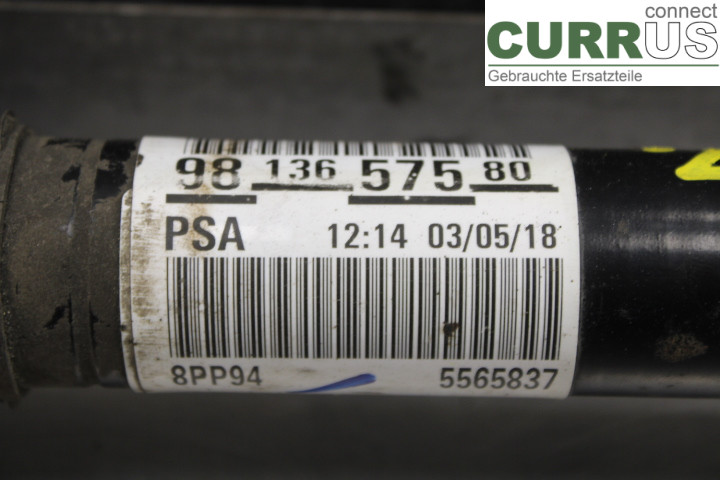 connect
CURRUS
Gebrauchte Ersatzteile
98 136 575 80
PSA 12:14 03/05/18
8PP94 5565837